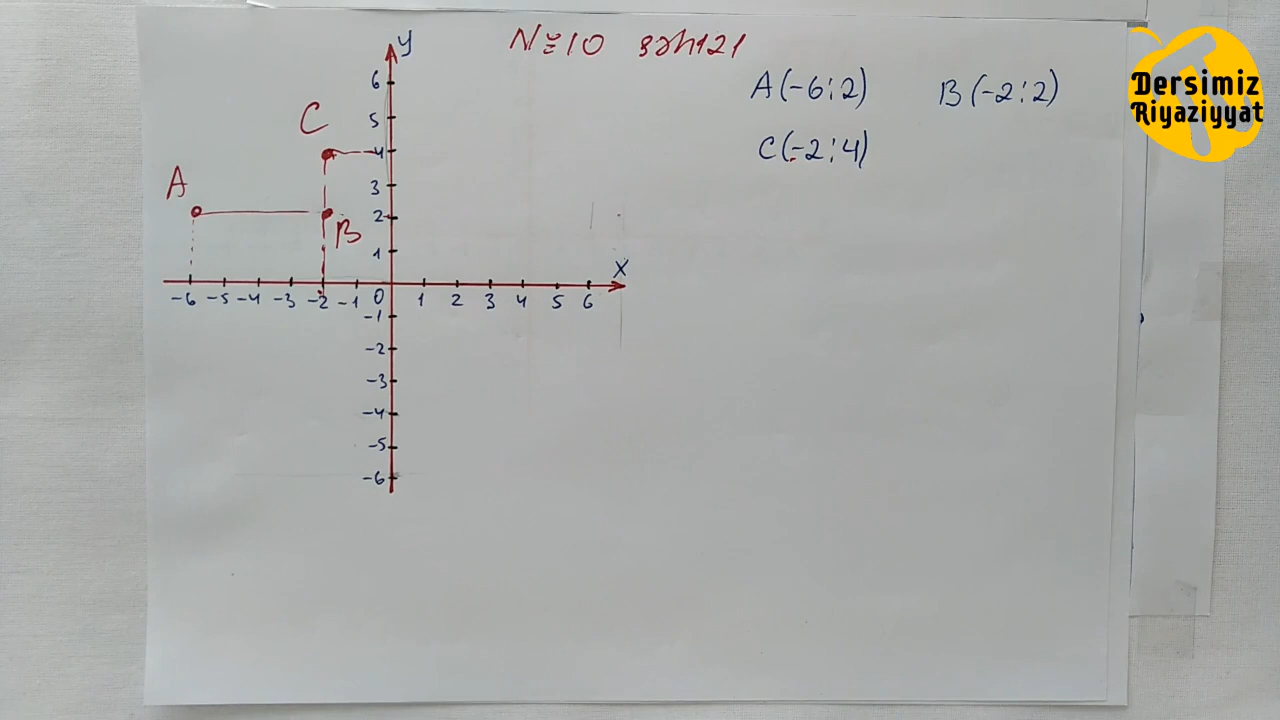 N≌10 səh121
A(-6;2) B(-2;2)
C(-2;4)
Dersimiz
Riyaziyyat
y
6
5
4
3
2
1
C
A
B
x
-6 -5 -4 -3 -2 -1 0 1 2 3 4 5 6
-1
-2
-3
-4
-5
-6